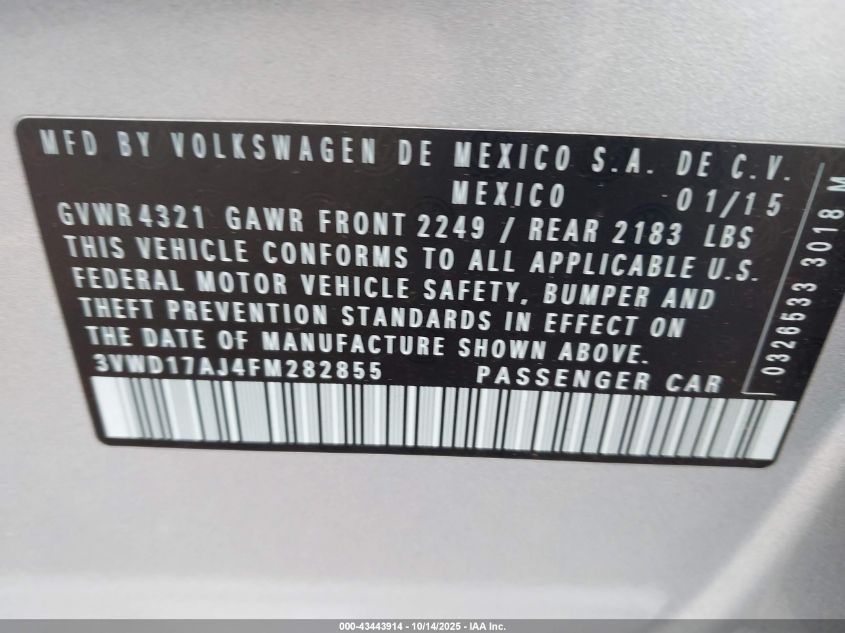 MFD BY VOLKSWAGEN DE MEXICO S.A. DE C.V.
MEXICO 01/15
GVWR 4321 GAWR FRONT 2249 / REAR 2183 LBS
THIS VEHICLE CONFORMS TO ALL APPLICABLE U.S.
FEDERAL MOTOR VEHICLE SAFETY, BUMPER AND
THEFT PREVENTION STANDARDS IN EFFECT ON
THE DATE OF MANUFACTURE SHOWN ABOVE.
3VWD17AJ4FM282855 PASSENGER CAR
0326533 3018 M
000-43443914 - 10/14/2025 - IAA Inc.